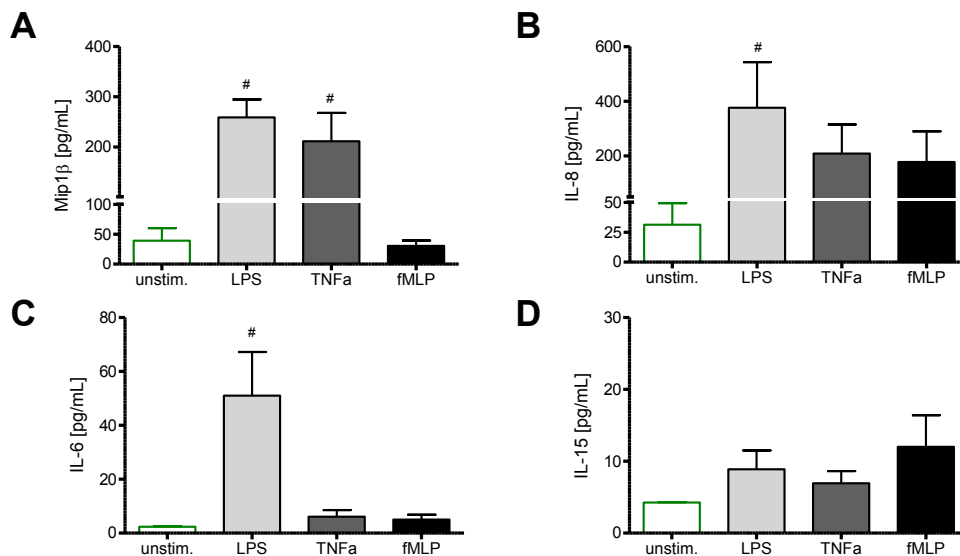 A
Mip1β [pg/mL]
400
300
200
100
50
0
#
#
unstim. LPS TNFa fMLP
B
IL-8 [pg/mL]
600
400
200
50
25
0
#
unstim. LPS TNFa fMLP
C
IL-6 [pg/mL]
80
60
40
20
0
#
unstim. LPS TNFa fMLP
D
IL-15 [pg/mL]
30
20
10
0
unstim. LPS TNFa fMLP